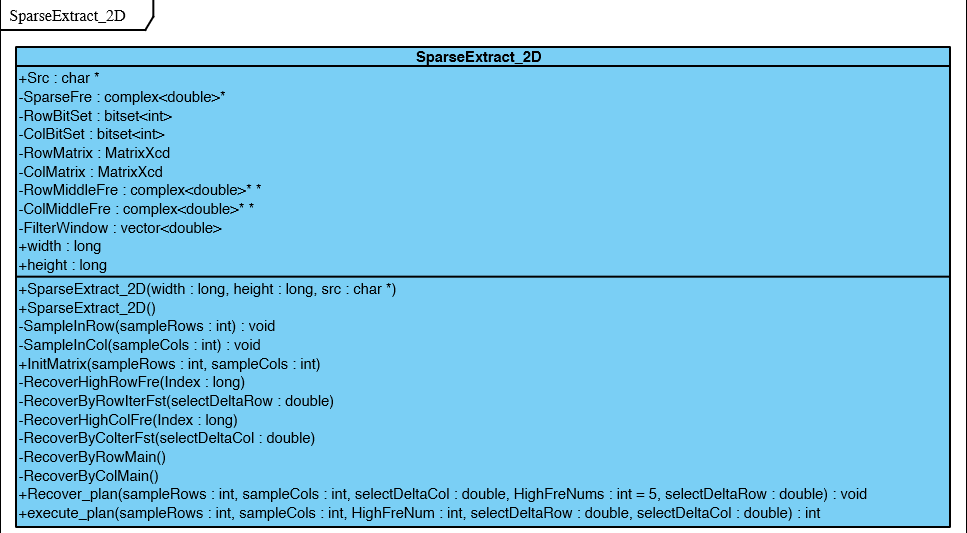 SparseExtract_2D
SparseExtract_2D
+Src : char *
-SparseFre : complex<double>*
-RowBitSet : bitset<int>
-ColBitSet : bitset<int>
-RowMatrix : MatrixXcd
-ColMatrix : MatrixXcd
-RowMiddleFre : complex<double>* *
-ColMiddleFre : complex<double>* *
-FilterWindow : vector<double>
+width : long
+height : long
+SparseExtract_2D(width : long, height : long, src : char *)
+SparseExtract_2D()
-SampleInRow(sampleRows : int) : void
-SampleInCol(sampleCols : int) : void
+InitMatrix(sampleRows : int, sampleCols : int)
-RecoverHighRowFre(Index : long)
-RecoverByRowIterFst(selectDeltaRow : double)
-RecoverHighColFre(Index : long)
-RecoverByColterFst(selectDeltaCol : double)
-RecoverByRowMain()
-RecoverByColMain()
+Recover_plan(sampleRows : int, sampleCols : int, selectDeltaCol : double, HighFreNums : int = 5, selectDeltaRow : double) : void
+execute_plan(sampleRows : int, sampleCols : int, HighFreNum : int, selectDeltaRow : double, selectDeltaCol : double) : int